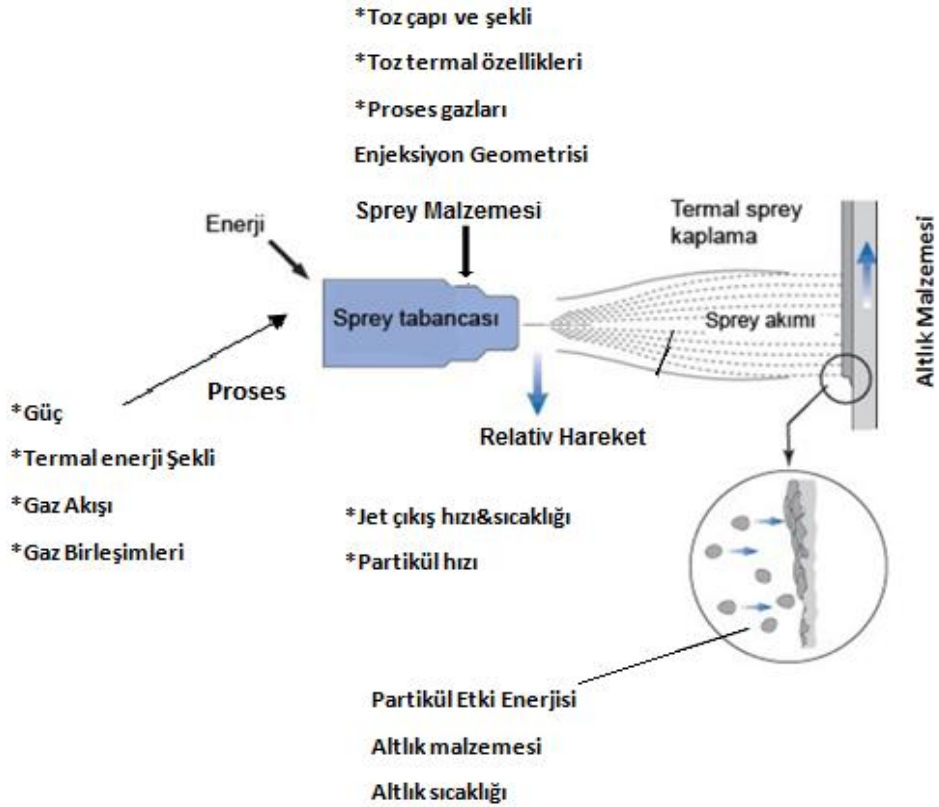 *Toz çapı ve şekli
*Toz termal özellikleri
*Proses gazları
Enjeksiyon Geometrisi
Enerji
Sprey Malzemesi
Termal sprey
kaplama
Altlık Malzemesi
Sprey tabancası
Sprey akımı
Proses
Relativ Hareket
*Güç
*Termal enerji Şekli
*Gaz Akışı
*Gaz Birleşimleri
*Jet çıkış hızı&sıcaklığı
*Partikül hızı
Partikül Etki Enerjisi
Altlık malzemesi
Altlık sıcaklığı